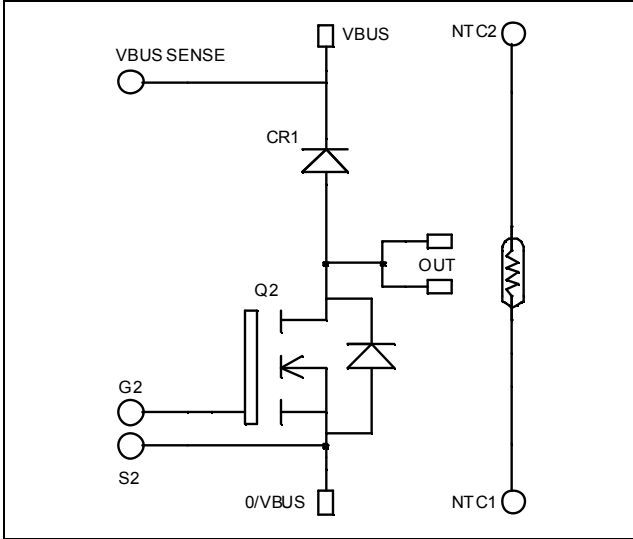 VBUS
NTC2
VBUS SENSE
CR1
OUT
Q2
G2
S2
0/VBUS
NTC1